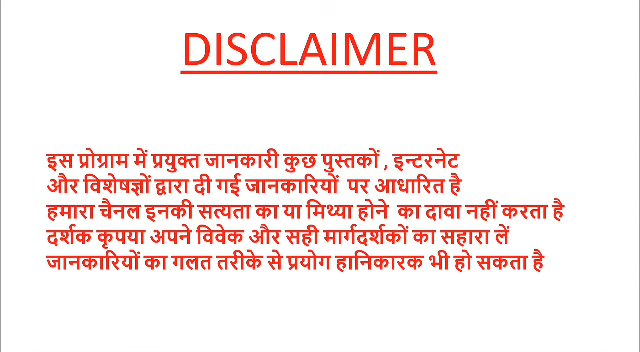 DISCLAIMER
इस प्रोग्राम में प्रयुक्त जानकारी कुछ पुस्तकों , इन्टरनेट
और विशेषज्ञों द्वारा दी गई जानकारियों पर आधारित है
हमारा चैनल इनकी सत्यता का या मिथ्या होने का दावा नहीं करता है
दर्शक कृपया अपने विवेक और सही मार्गदर्शकों का सहारा लें
जानकारियों का गलत तरीके से प्रयोग हानिकारक भी हो सकता है